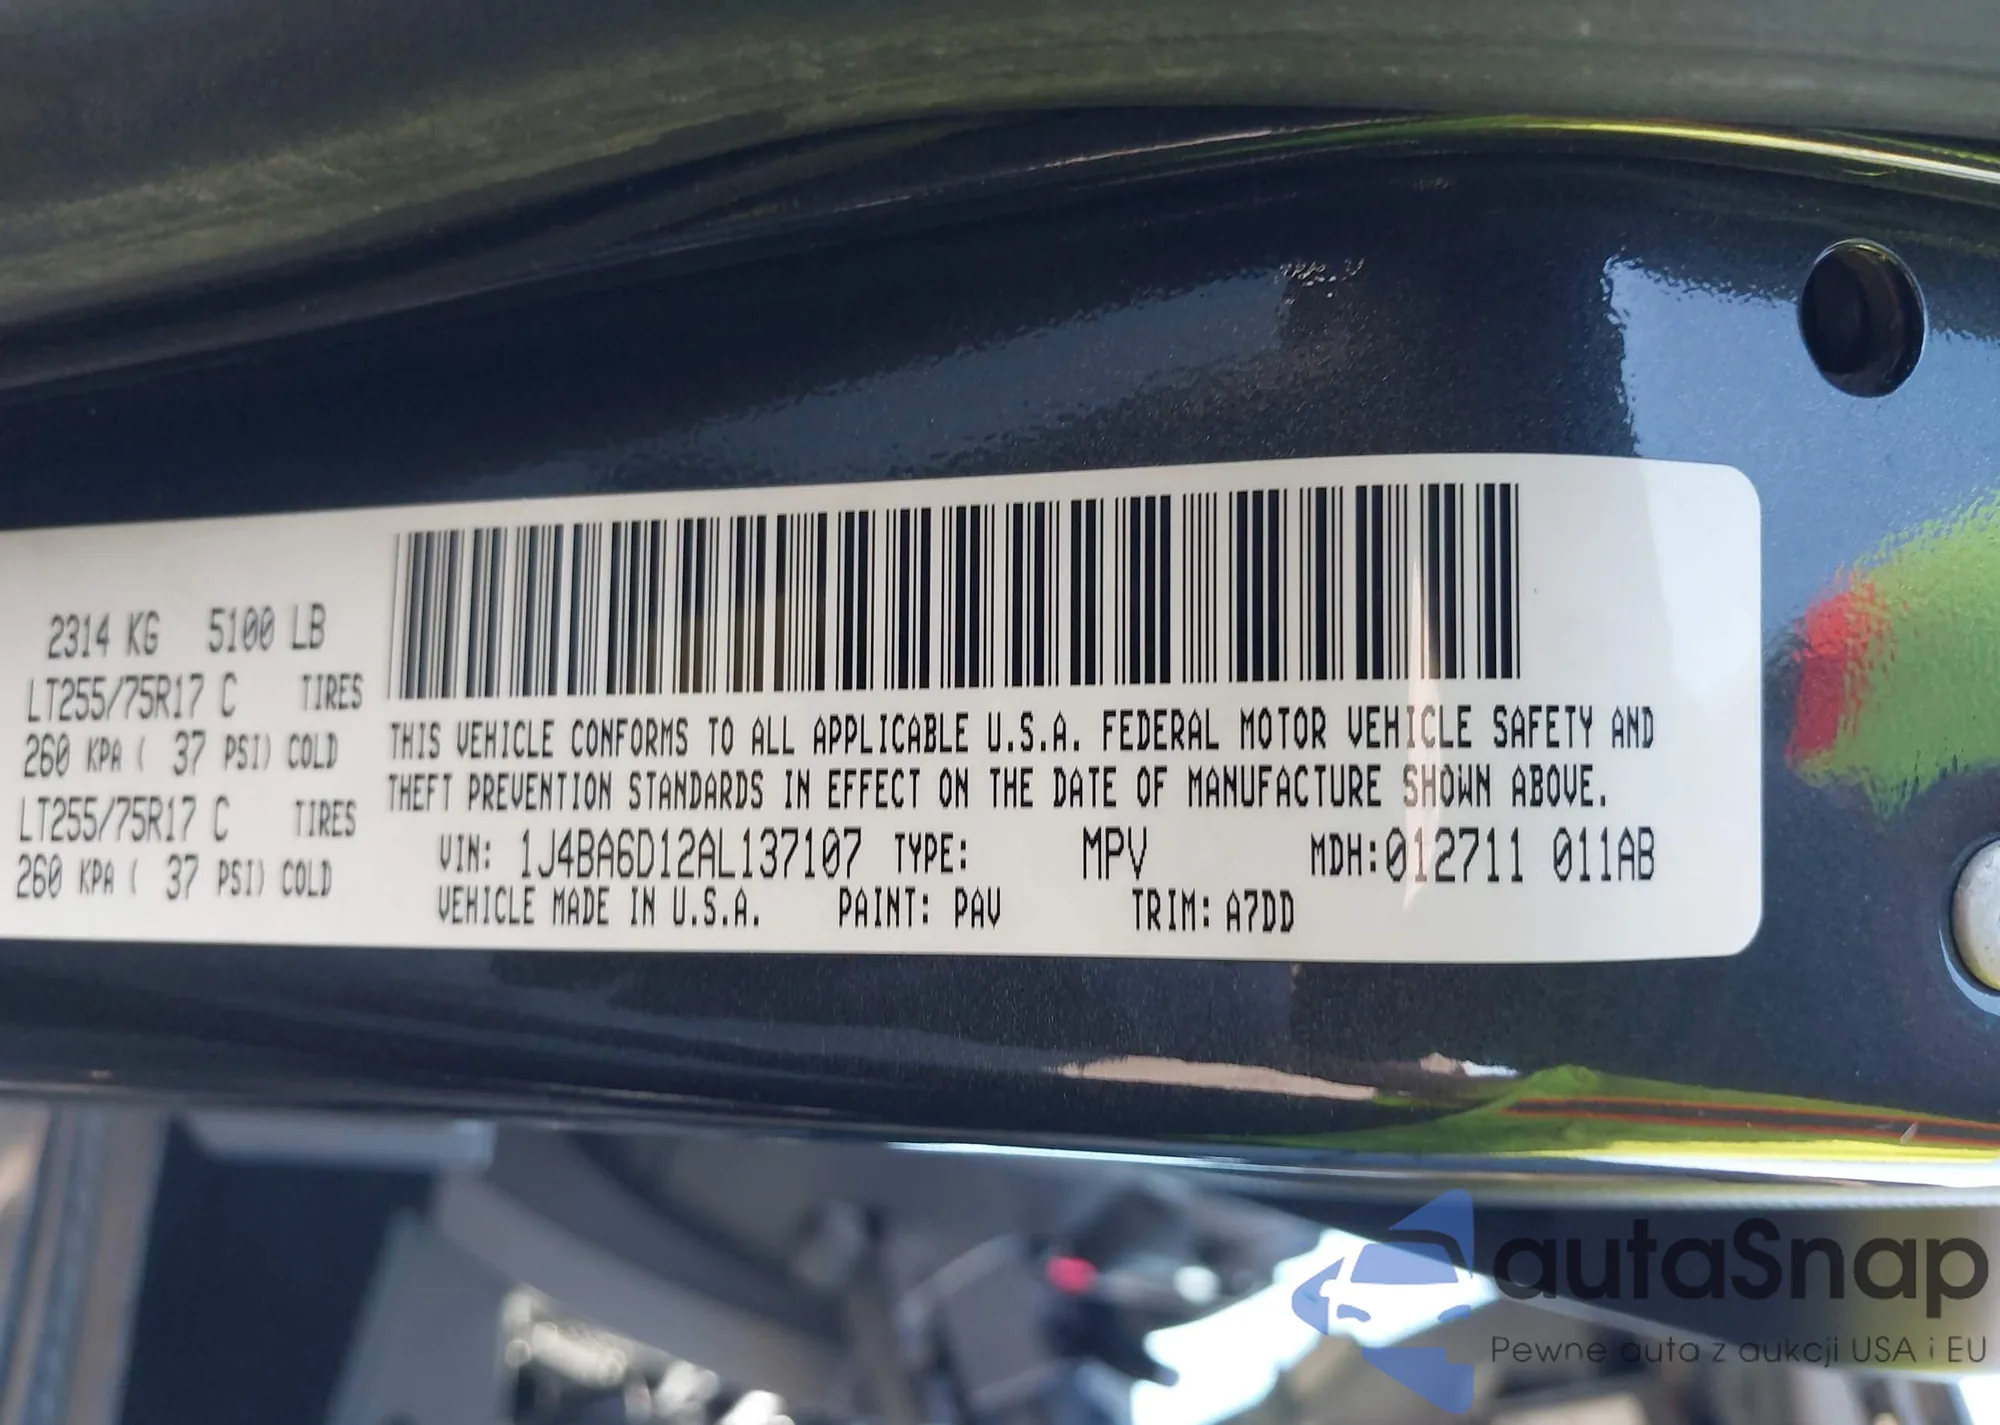 2314 KG 5100 LB
LT255/75R17 C TIRES
260 KPA ( 37 PSI) COLD
LT255/75R17 C TIRES
260 KPA ( 37 PSI) COLD
THIS VEHICLE CONFORMS TO ALL APPLICABLE U.S.A. FEDERAL MOTOR VEHICLE SAFETY AND
THEFT PREVENTION STANDARDS IN EFFECT ON THE DATE OF MANUFACTURE SHOWN ABOVE.
VIN: 1J4BA6D12AL137107 TYPE: MPV MDH:012711 011AB
VEHICLE MADE IN U.S.A. PAINT: PAV TRIM: A7DD
autaSnap
Pewne auta z aukcji USA i EU